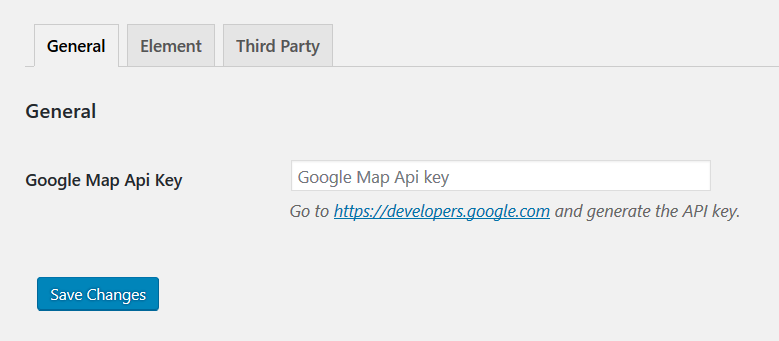 General Element Third Party
General
Google Map Api Key Google Map Api key
Go to https://developers.google.com and generate the API key.
Save Changes